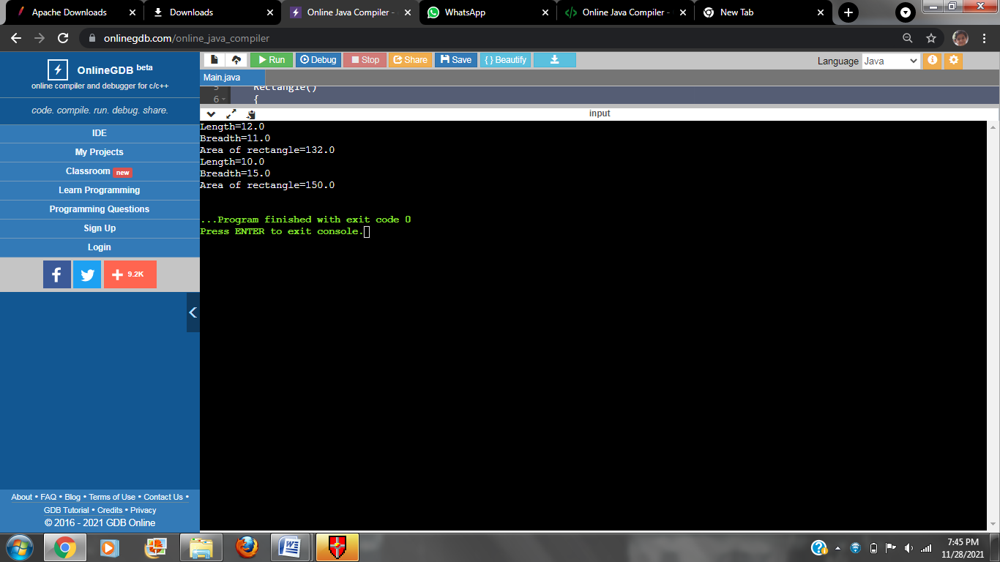 Apache Downloads
Downloads
Online Java Compiler -
WhatsApp
Online Java Compiler -
New Tab
onlinegdb.com/online_java_compiler
OnlineGDB beta
online compiler and debugger for c/c++
code. compile. run. debug. share.
IDE
My Projects
Classroom new
Learn Programming
Programming Questions
Sign Up
Login
9.2K
About • FAQ • Blog • Terms of Use • Contact Us •
GDB Tutorial • Credits • Privacy
© 2016 - 2021 GDB Online
Run Debug Stop Share Save { } Beautify
Language Java
Main.java
5 Rectangle()
6 {
input
Length=12.0
Breadth=11.0
Area of rectangle=132.0
Length=10.0
Breadth=15.0
Area of rectangle=150.0
...Program finished with exit code 0
Press ENTER to exit console.
7:45 PM
11/28/2021